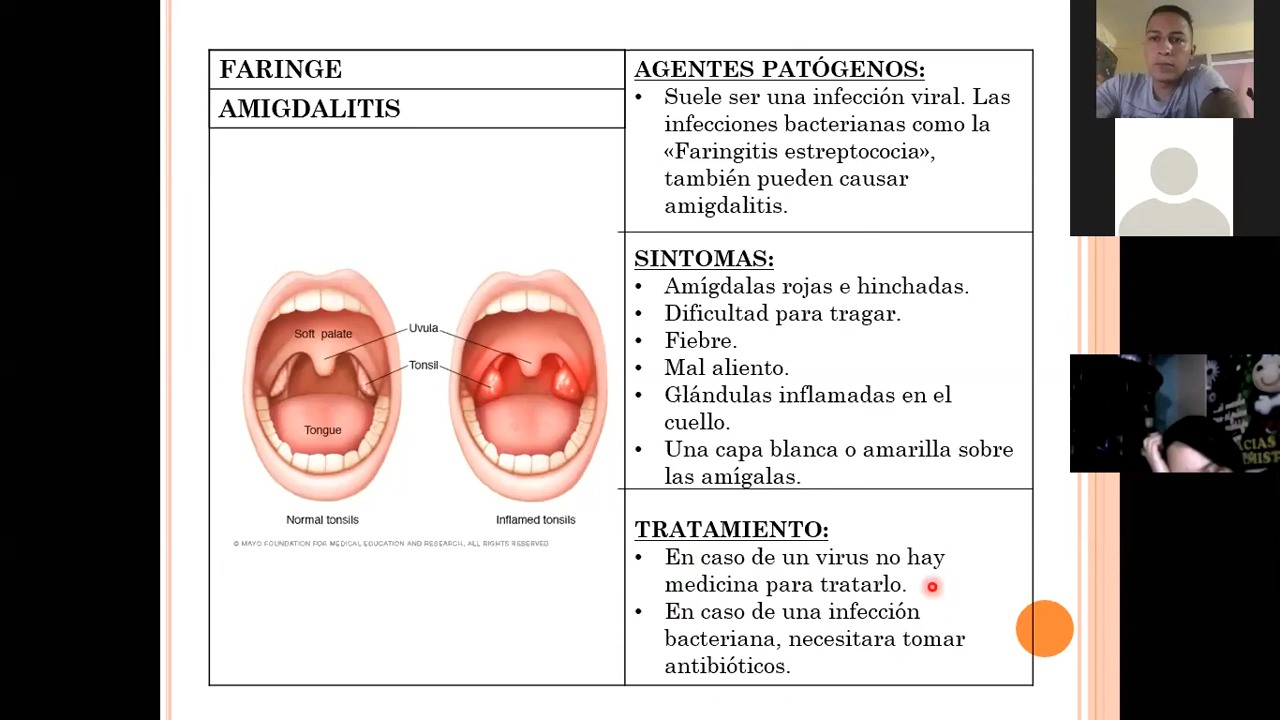 FARINGE
AMIGDALITIS
Soft palate
Uvula
Tonsil
Tongue
Normal tonsils
Inflamed tonsils
© MAYO FOUNDATION FOR MEDICAL EDUCATION AND RESEARCH, ALL RIGHTS RESERVED
AGENTES PATÓGENOS:
• Suele ser una infección viral. Las
infecciones bacterianas como la
«Faringitis estreptococia»,
también pueden causar
amigdalitis.
SINTOMAS:
• Amígdalas rojas e hinchadas.
• Dificultad para tragar.
• Fiebre.
• Mal aliento.
• Glándulas inflamadas en el
cuello.
• Una capa blanca o amarilla sobre
las amígalas.
TRATAMIENTO:
• En caso de un virus no hay
medicina para tratarlo.
• En caso de una infección
bacteriana, necesitara tomar
antibióticos.